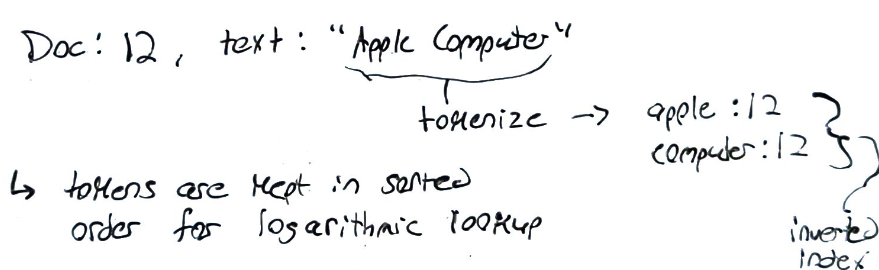 Doc: 12, text: "Apple Computer"
tokenize → apple : 12
computer : 12
↳ tokens are kept in sorted
order for logarithmic lookup
inverted
index